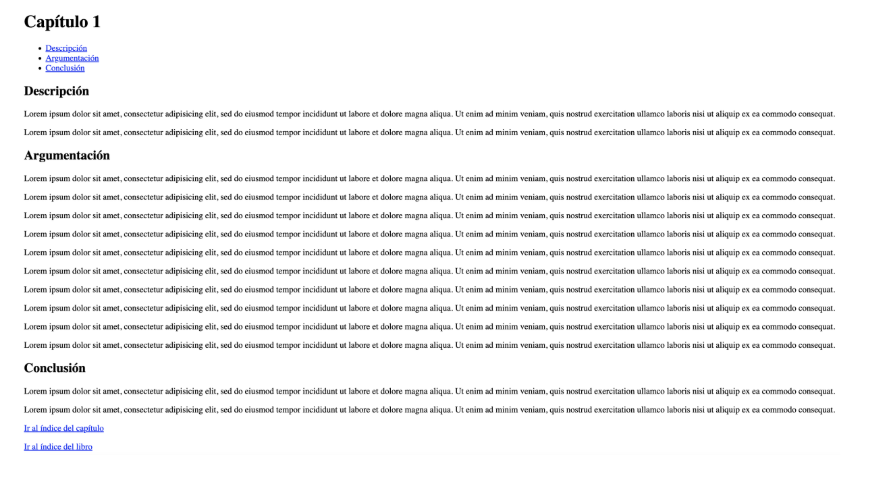 Capítulo 1
Descripción
Argumentación
Conclusión
Descripción
Lorem ipsum dolor sit amet, consectetur adipisicing elit, sed do eiusmod tempor incididunt ut labore et dolore magna aliqua. Ut enim ad minim veniam, quis nostrud exercitation ullamco laboris nisi ut aliquip ex ea commodo consequat.
Lorem ipsum dolor sit amet, consectetur adipisicing elit, sed do eiusmod tempor incididunt ut labore et dolore magna aliqua. Ut enim ad minim veniam, quis nostrud exercitation ullamco laboris nisi ut aliquip ex ea commodo consequat.
Argumentación
Lorem ipsum dolor sit amet, consectetur adipisicing elit, sed do eiusmod tempor incididunt ut labore et dolore magna aliqua. Ut enim ad minim veniam, quis nostrud exercitation ullamco laboris nisi ut aliquip ex ea commodo consequat.
Lorem ipsum dolor sit amet, consectetur adipisicing elit, sed do eiusmod tempor incididunt ut labore et dolore magna aliqua. Ut enim ad minim veniam, quis nostrud exercitation ullamco laboris nisi ut aliquip ex ea commodo consequat.
Lorem ipsum dolor sit amet, consectetur adipisicing elit, sed do eiusmod tempor incididunt ut labore et dolore magna aliqua. Ut enim ad minim veniam, quis nostrud exercitation ullamco laboris nisi ut aliquip ex ea commodo consequat.
Lorem ipsum dolor sit amet, consectetur adipisicing elit, sed do eiusmod tempor incididunt ut labore et dolore magna aliqua. Ut enim ad minim veniam, quis nostrud exercitation ullamco laboris nisi ut aliquip ex ea commodo consequat.
Lorem ipsum dolor sit amet, consectetur adipisicing elit, sed do eiusmod tempor incididunt ut labore et dolore magna aliqua. Ut enim ad minim veniam, quis nostrud exercitation ullamco laboris nisi ut aliquip ex ea commodo consequat.
Lorem ipsum dolor sit amet, consectetur adipisicing elit, sed do eiusmod tempor incididunt ut labore et dolore magna aliqua. Ut enim ad minim veniam, quis nostrud exercitation ullamco laboris nisi ut aliquip ex ea commodo consequat.
Lorem ipsum dolor sit amet, consectetur adipisicing elit, sed do eiusmod tempor incididunt ut labore et dolore magna aliqua. Ut enim ad minim veniam, quis nostrud exercitation ullamco laboris nisi ut aliquip ex ea commodo consequat.
Lorem ipsum dolor sit amet, consectetur adipisicing elit, sed do eiusmod tempor incididunt ut labore et dolore magna aliqua. Ut enim ad minim veniam, quis nostrud exercitation ullamco laboris nisi ut aliquip ex ea commodo consequat.
Lorem ipsum dolor sit amet, consectetur adipisicing elit, sed do eiusmod tempor incididunt ut labore et dolore magna aliqua. Ut enim ad minim veniam, quis nostrud exercitation ullamco laboris nisi ut aliquip ex ea commodo consequat.
Lorem ipsum dolor sit amet, consectetur adipisicing elit, sed do eiusmod tempor incididunt ut labore et dolore magna aliqua. Ut enim ad minim veniam, quis nostrud exercitation ullamco laboris nisi ut aliquip ex ea commodo consequat.
Conclusión
Lorem ipsum dolor sit amet, consectetur adipisicing elit, sed do eiusmod tempor incididunt ut labore et dolore magna aliqua. Ut enim ad minim veniam, quis nostrud exercitation ullamco laboris nisi ut aliquip ex ea commodo consequat.
Lorem ipsum dolor sit amet, consectetur adipisicing elit, sed do eiusmod tempor incididunt ut labore et dolore magna aliqua. Ut enim ad minim veniam, quis nostrud exercitation ullamco laboris nisi ut aliquip ex ea commodo consequat.
Ir al índice del capítulo
Ir al índice del libro